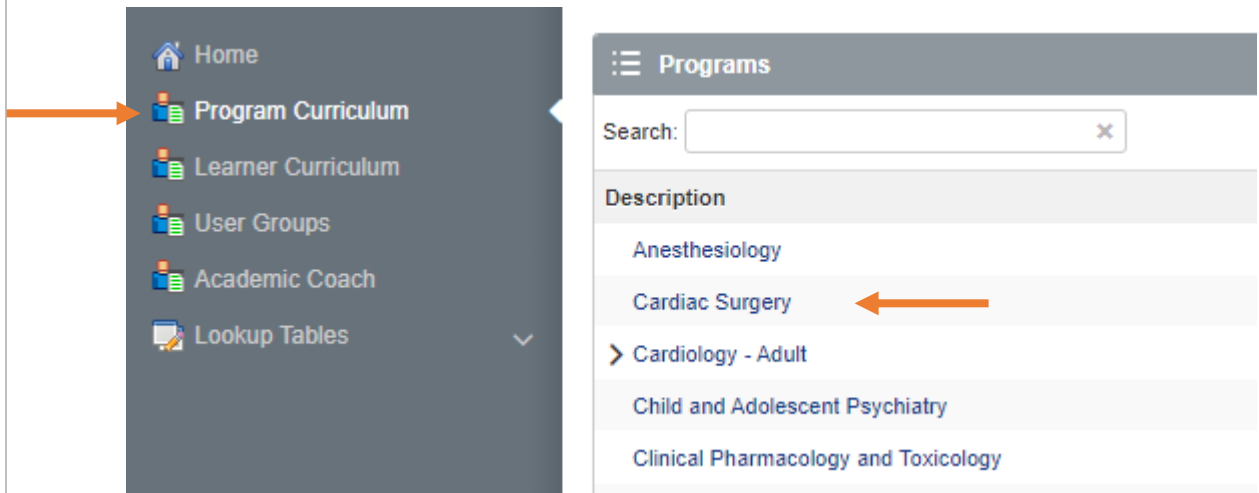 Home
Program Curriculum
Learner Curriculum
User Groups
Academic Coach
Lookup Tables
Programs
Search:
Description
Anesthesiology
Cardiac Surgery
Cardiology - Adult
Child and Adolescent Psychiatry
Clinical Pharmacology and Toxicology